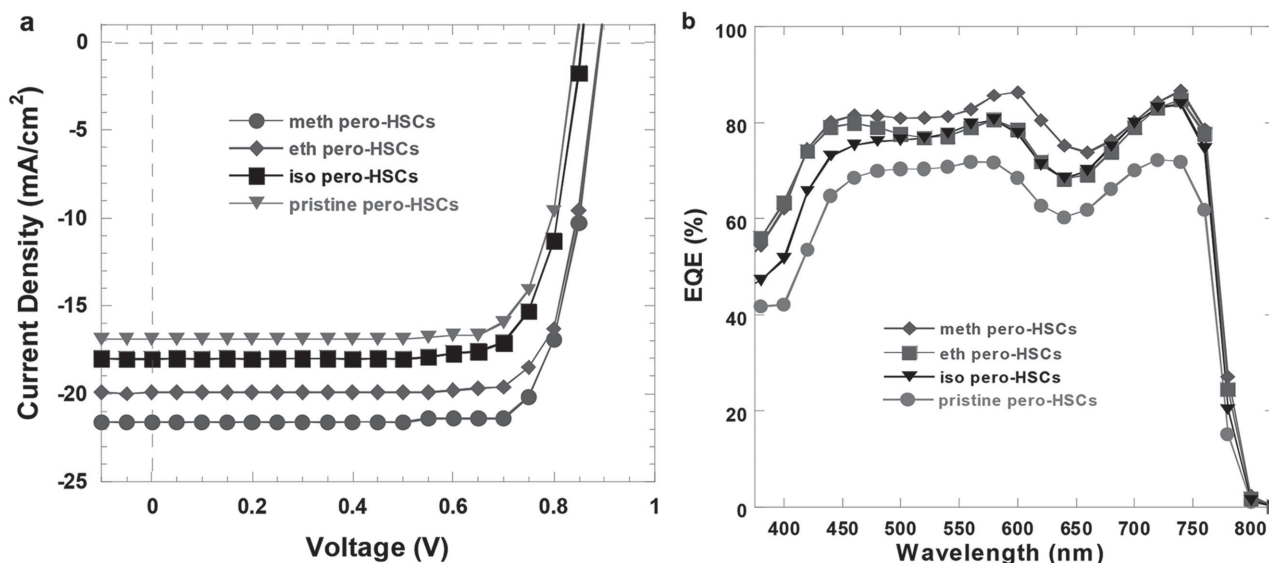 a
Current Density (mA/cm²)
0
-5
-10
-15
-20
-25
meth pero-HSCs
eth pero-HSCs
iso pero-HSCs
pristine pero-HSCs
0
0.2
0.4
0.6
0.8
1
Voltage (V)
b
EQE (%)
100
80
60
40
20
0
meth pero-HSCs
eth pero-HSCs
iso pero-HSCs
pristine pero-HSCs
400
450
500
550
600
650
700
750
800
Wavelength (nm)